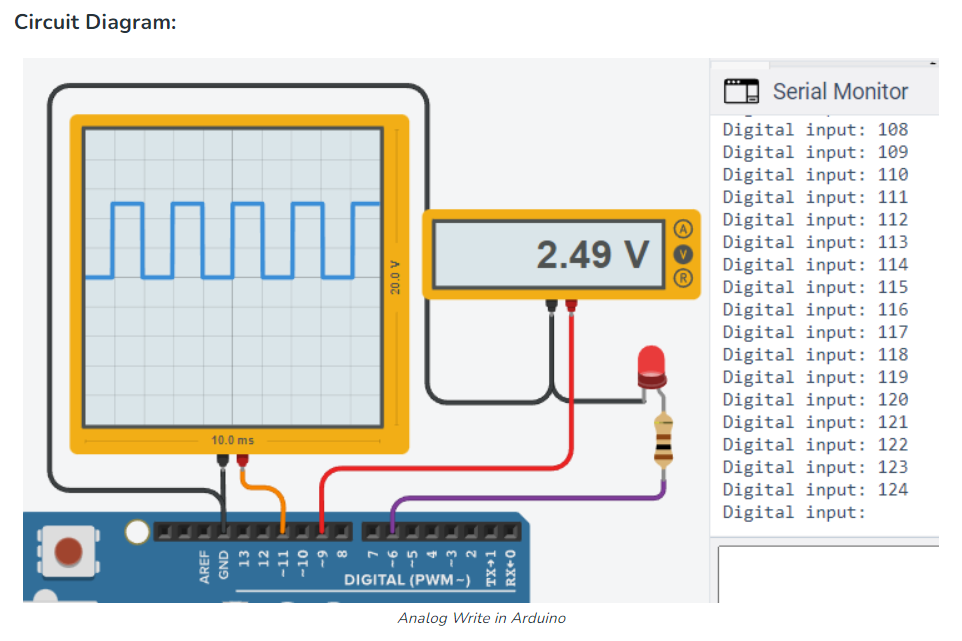 Circuit Diagram:
20.0 V
10.0 ms
2.49 V
A
V
R
Serial Monitor
Digital input: 108
Digital input: 109
Digital input: 110
Digital input: 111
Digital input: 112
Digital input: 113
Digital input: 114
Digital input: 115
Digital input: 116
Digital input: 117
Digital input: 118
Digital input: 119
Digital input: 120
Digital input: 121
Digital input: 122
Digital input: 123
Digital input: 124
Digital input:
AREF
GND
13
12
~11
~10
~9
8
7
~6
~5
4
~3
2
TX→1
RX←0
DIGITAL (PWM~)
Analog Write in Arduino